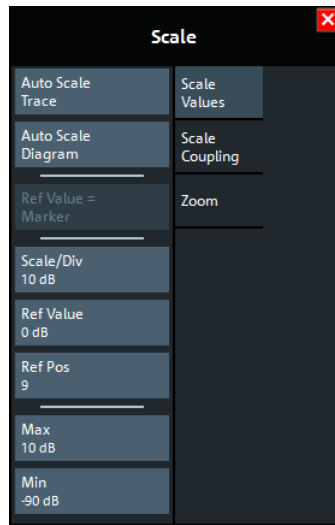 Scale
Auto Scale
Trace
Auto Scale
Diagram
Ref Value =
Marker
Scale/Div
10 dB
Ref Value
0 dB
Ref Pos
9
Max
10 dB
Min
-90 dB
Scale
Values
Scale
Coupling
Zoom